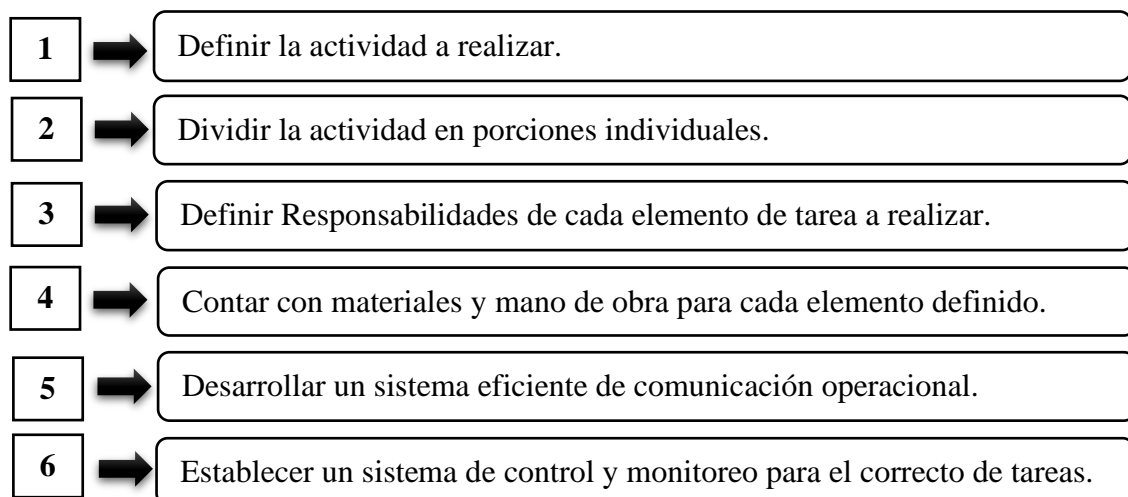 1 Definir la actividad a realizar.
2 Dividir la actividad en porciones individuales.
3 Definir Responsabilidades de cada elemento de tarea a realizar.
4 Contar con materiales y mano de obra para cada elemento definido.
5 Desarrollar un sistema eficiente de comunicación operacional.
6 Establecer un sistema de control y monitoreo para el correcto de tareas.